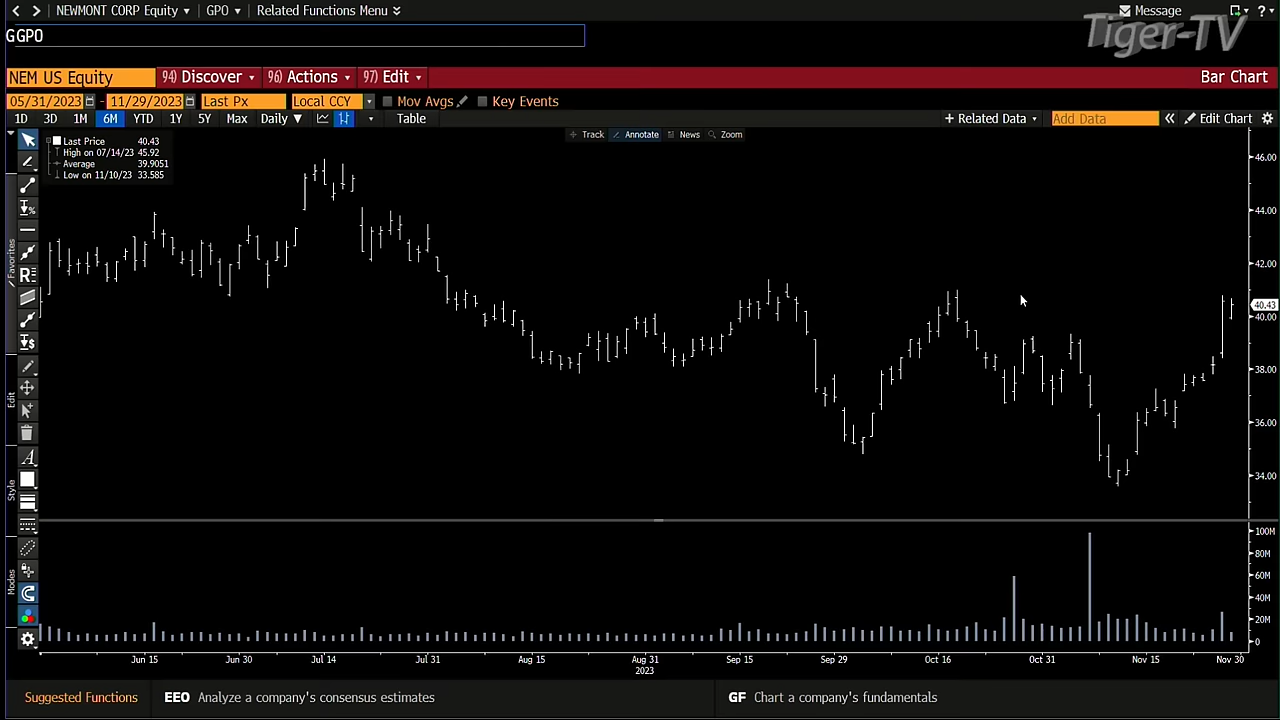 NEWMONT CORP Equity GPO Related Functions Menu Message ?
GGPO
Tiger-TV
NEM US Equity 94) Discover 96) Actions 97) Edit Bar Chart
05/31/2023 - 11/29/2023 Last Px Local CCY Mov Avgs Key Events
1D 3D 1M 6M YTD 1Y 5Y Max Daily ▼ Table + Related Data Add Data « Edit Chart
Track Annotate News Zoom
Last Price 40.43
High on 07/14/23 45.92
Average 39.9051
Low on 11/10/23 33.585
Favorites
Edit
Style
Modes
46.00
44.00
42.00
40.43
40.00
38.00
36.00
34.00
100M
80M
60M
40M
20M
0
Jun 15 Jun 30 Jul 14 Jul 31 Aug 15 Aug 31 Sep 15 Sep 29 Oct 16 Oct 31 Nov 15 Nov 30
2023
Suggested Functions EEO Analyze a company's consensus estimates GF Chart a company's fundamentals